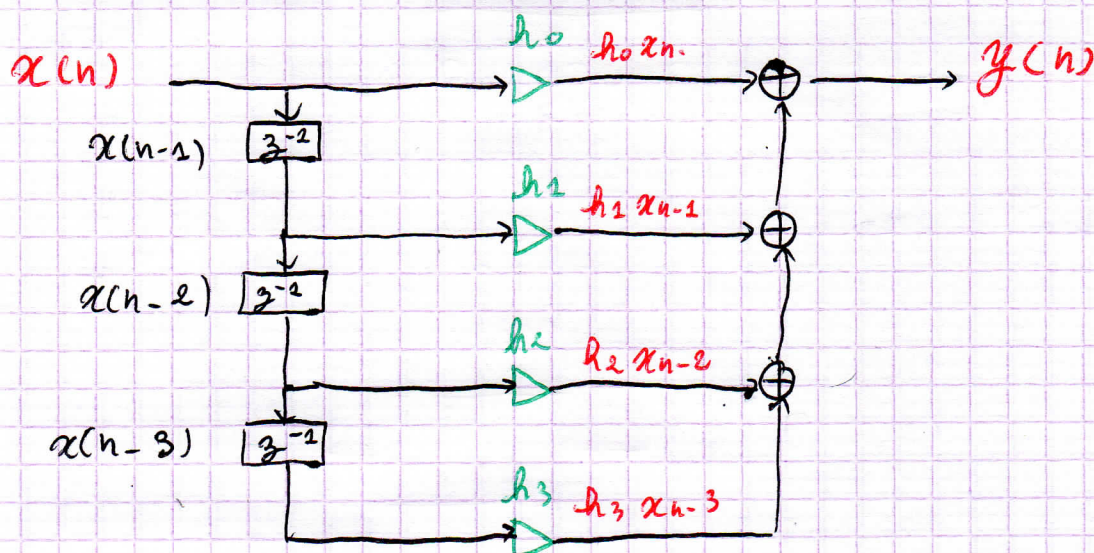 h0
h0 xn.
x(n)
y(n)
x(n-1)
z⁻¹
h1
h1 xn-1
x(n-2)
z⁻¹
h2
h2 xn-2
x(n-3)
z⁻¹
h3
h3 xn-3